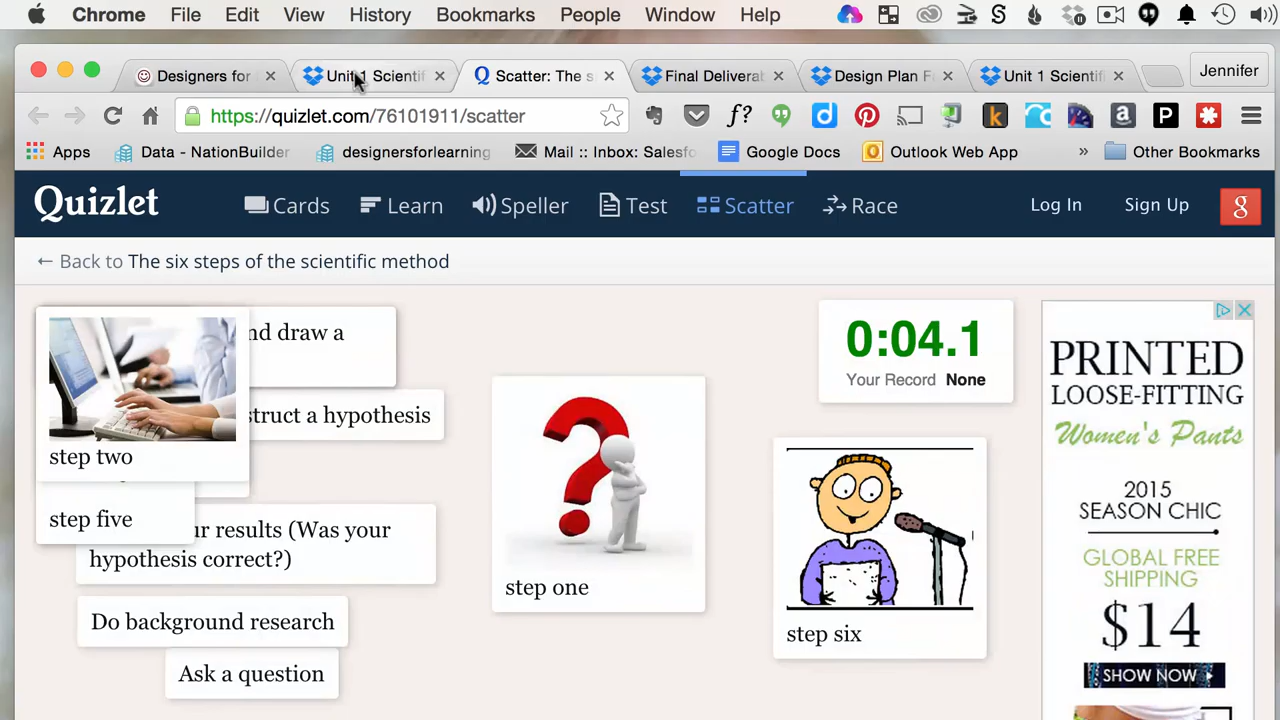 Chrome File Edit View History Bookmarks People Window Help
Designers for Unit 1 Scientif Scatter: The s Final Deliverab Design Plan F Unit 1 Scientif Jennifer
https://quizlet.com/76101911/scatter
Apps Data - NationBuilder designersforlearning Mail :: Inbox: Salesfo Google Docs Outlook Web App » Other Bookmarks
Quizlet Cards Learn Speller Test Scatter Race Log In Sign Up g
← Back to The six steps of the scientific method
nd draw a
struct a hypothesis
step two
step five
r results (Was your
hypothesis correct?)
Do background research
Ask a question
step one
0:04.1
Your Record None
step six
PRINTED
LOOSE-FITTING
Women's Pants
2015
SEASON CHIC
GLOBAL FREE
SHIPPING
$14
SHOW NOW